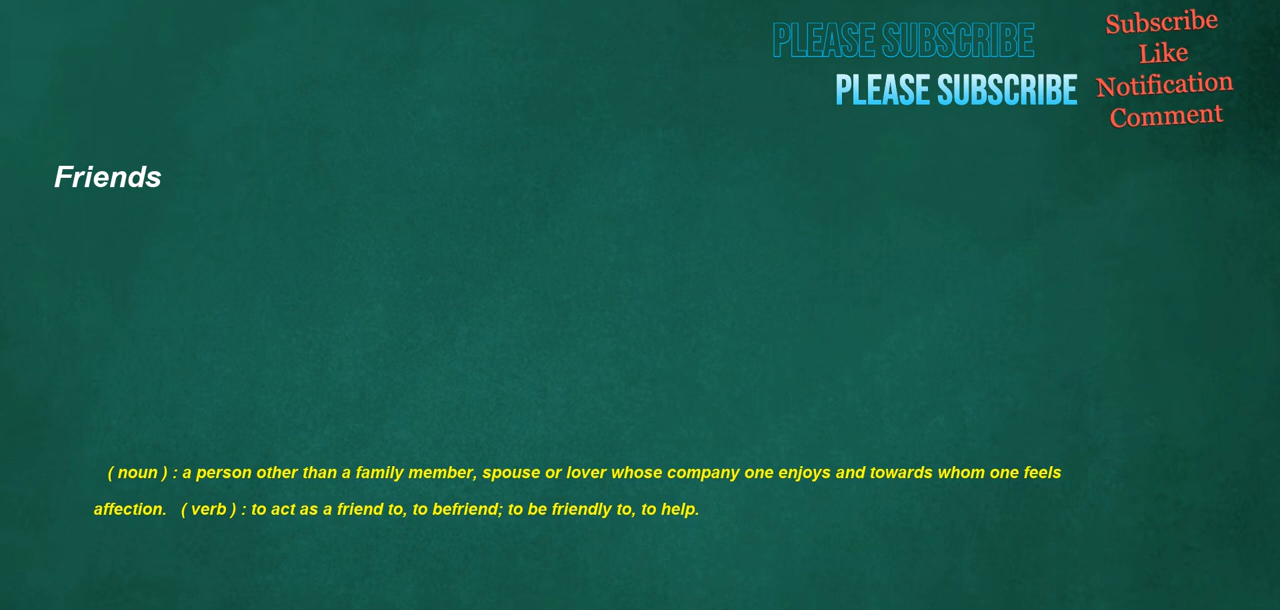 PLEASE SUBSCRIBE
PLEASE SUBSCRIBE
Subscribe
Like
Notification
Comment
Friends
( noun ) : a person other than a family member, spouse or lover whose company one enjoys and towards whom one feels
affection. ( verb ) : to act as a friend to, to befriend; to be friendly to, to help.